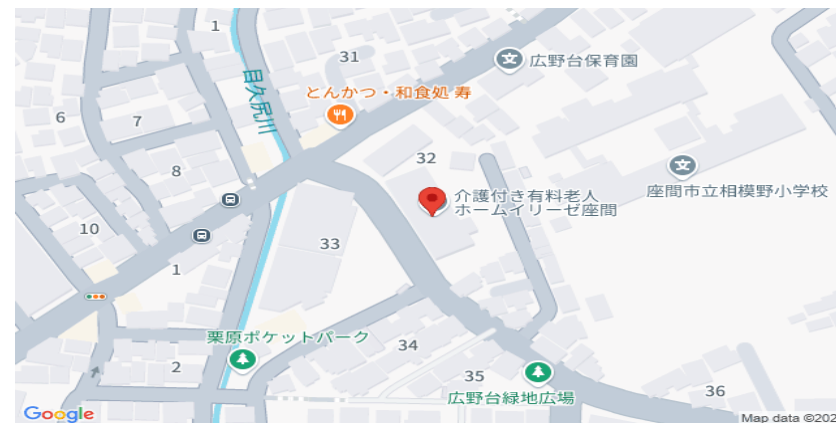 1
31
広野台保育園
とんかつ・和食処 寿
目久尻川
6
7
8
32
座間市立相模野小学校
介護付き有料老人
ホームイリーゼ座間
10
33
1
栗原ポケットパーク
34
2
35
広野台緑地広場
36
Google
Map data ©202